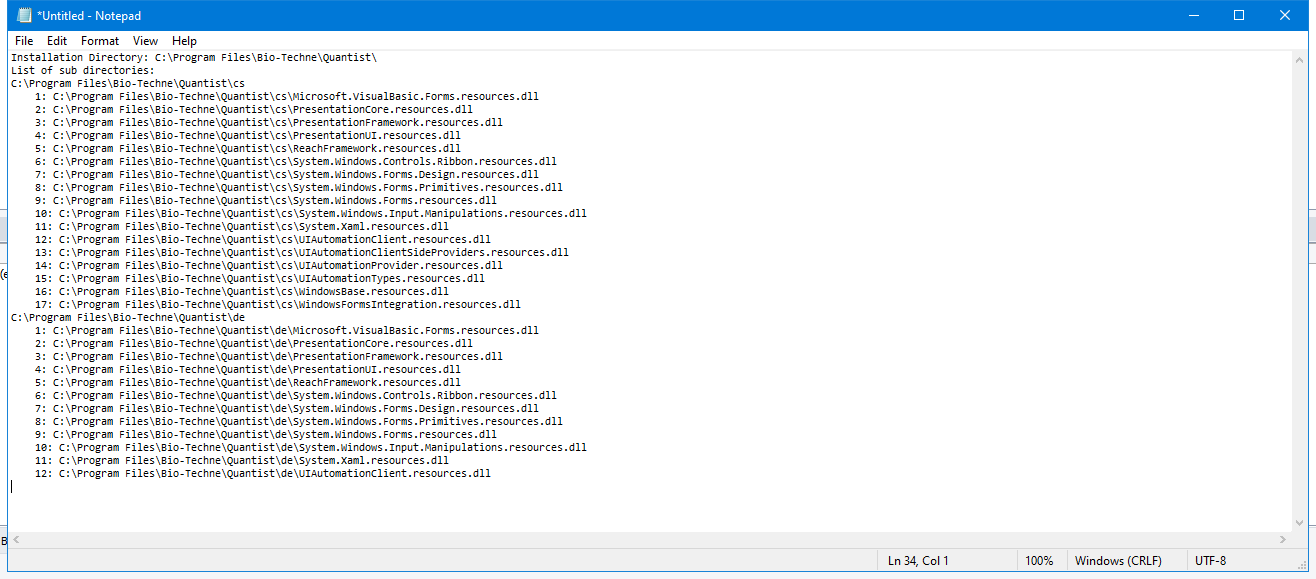 *Untitled - Notepad
File Edit Format View Help
Installation Directory: C:\Program Files\Bio-Techne\Quantist\
List of sub directories:
C:\Program Files\Bio-Techne\Quantist\cs
1: C:\Program Files\Bio-Techne\Quantist\cs\Microsoft.VisualBasic.Forms.resources.dll
2: C:\Program Files\Bio-Techne\Quantist\cs\PresentationCore.resources.dll
3: C:\Program Files\Bio-Techne\Quantist\cs\PresentationFramework.resources.dll
4: C:\Program Files\Bio-Techne\Quantist\cs\PresentationUI.resources.dll
5: C:\Program Files\Bio-Techne\Quantist\cs\ReachFramework.resources.dll
6: C:\Program Files\Bio-Techne\Quantist\cs\System.Windows.Controls.Ribbon.resources.dll
7: C:\Program Files\Bio-Techne\Quantist\cs\System.Windows.Forms.Design.resources.dll
8: C:\Program Files\Bio-Techne\Quantist\cs\System.Windows.Forms.Primitives.resources.dll
9: C:\Program Files\Bio-Techne\Quantist\cs\System.Windows.Forms.resources.dll
10: C:\Program Files\Bio-Techne\Quantist\cs\System.Windows.Input.Manipulations.resources.dll
11: C:\Program Files\Bio-Techne\Quantist\cs\System.Xaml.resources.dll
12: C:\Program Files\Bio-Techne\Quantist\cs\UIAutomationClient.resources.dll
13: C:\Program Files\Bio-Techne\Quantist\cs\UIAutomationClientSideProviders.resources.dll
14: C:\Program Files\Bio-Techne\Quantist\cs\UIAutomationProvider.resources.dll
15: C:\Program Files\Bio-Techne\Quantist\cs\UIAutomationTypes.resources.dll
16: C:\Program Files\Bio-Techne\Quantist\cs\WindowsBase.resources.dll
17: C:\Program Files\Bio-Techne\Quantist\cs\WindowsFormsIntegration.resources.dll
C:\Program Files\Bio-Techne\Quantist\de
1: C:\Program Files\Bio-Techne\Quantist\de\Microsoft.VisualBasic.Forms.resources.dll
2: C:\Program Files\Bio-Techne\Quantist\de\PresentationCore.resources.dll
3: C:\Program Files\Bio-Techne\Quantist\de\PresentationFramework.resources.dll
4: C:\Program Files\Bio-Techne\Quantist\de\PresentationUI.resources.dll
5: C:\Program Files\Bio-Techne\Quantist\de\ReachFramework.resources.dll
6: C:\Program Files\Bio-Techne\Quantist\de\System.Windows.Controls.Ribbon.resources.dll
7: C:\Program Files\Bio-Techne\Quantist\de\System.Windows.Forms.Design.resources.dll
8: C:\Program Files\Bio-Techne\Quantist\de\System.Windows.Forms.Primitives.resources.dll
9: C:\Program Files\Bio-Techne\Quantist\de\System.Windows.Forms.resources.dll
10: C:\Program Files\Bio-Techne\Quantist\de\System.Windows.Input.Manipulations.resources.dll
11: C:\Program Files\Bio-Techne\Quantist\de\System.Xaml.resources.dll
12: C:\Program Files\Bio-Techne\Quantist\de\UIAutomationClient.resources.dll
Ln 34, Col 1 100% Windows (CRLF) UTF-8